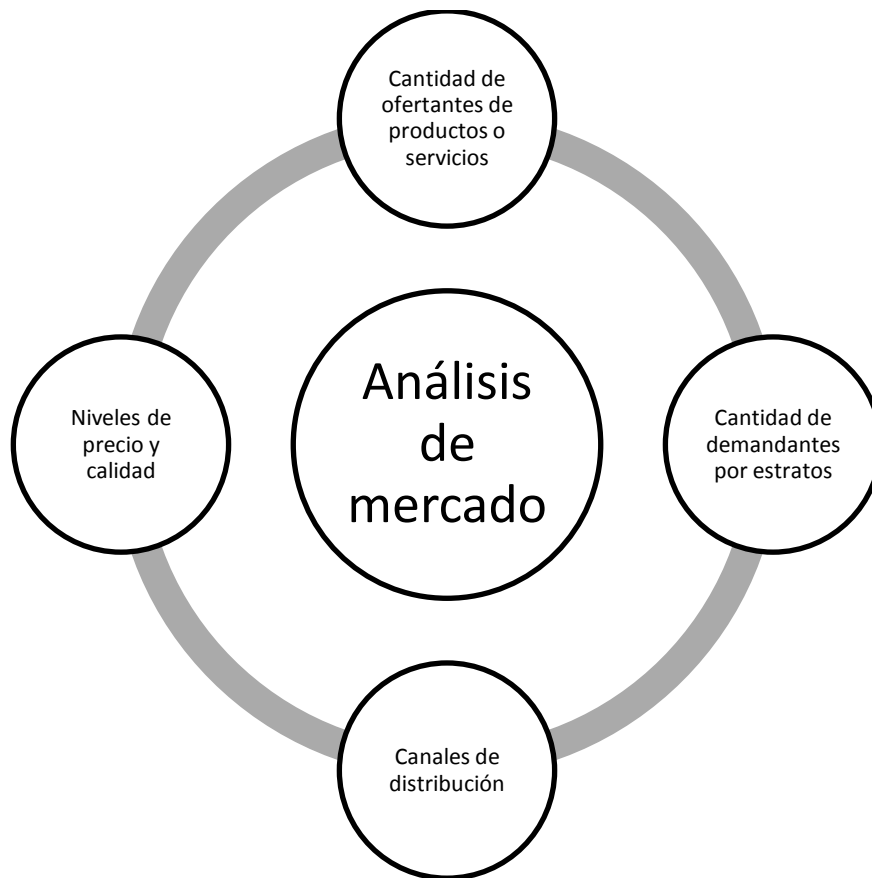 Cantidad de
ofertantes de
productos o
servicios
Análisis
de
mercado
Niveles de
precio y
calidad
Cantidad de
demandantes
por estratos
Canales de
distribución